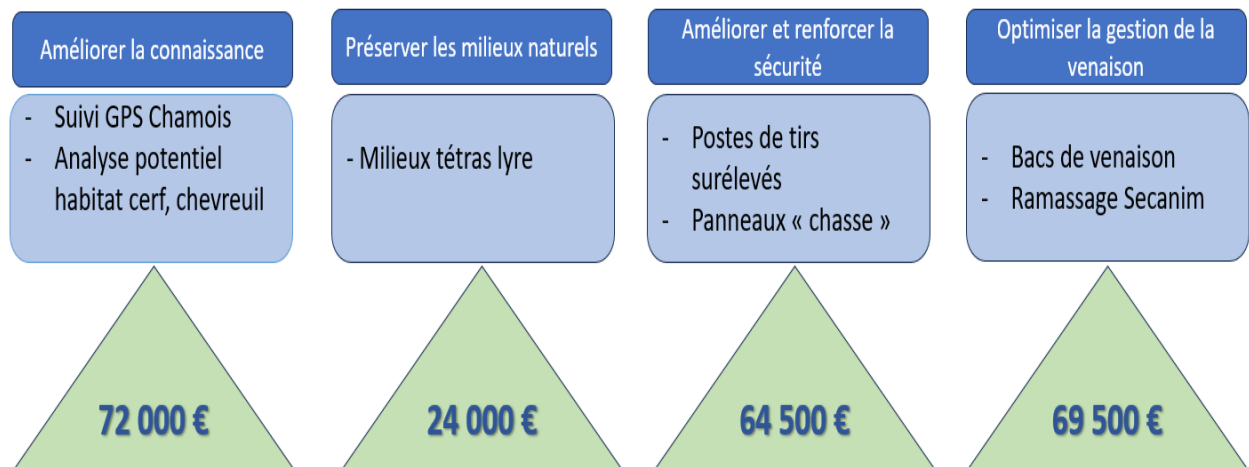 Améliorer la connaissance
- Suivi GPS Chamois
- Analyse potentiel
habitat cerf, chevreuil
72 000 €
Préserver les milieux naturels
- Milieux tétras lyre
24 000 €
Améliorer et renforcer la
sécurité
- Postes de tirs
surélevés
- Panneaux « chasse »
64 500 €
Optimiser la gestion de la
venaison
- Bacs de venaison
- Ramassage Secanim
69 500 €